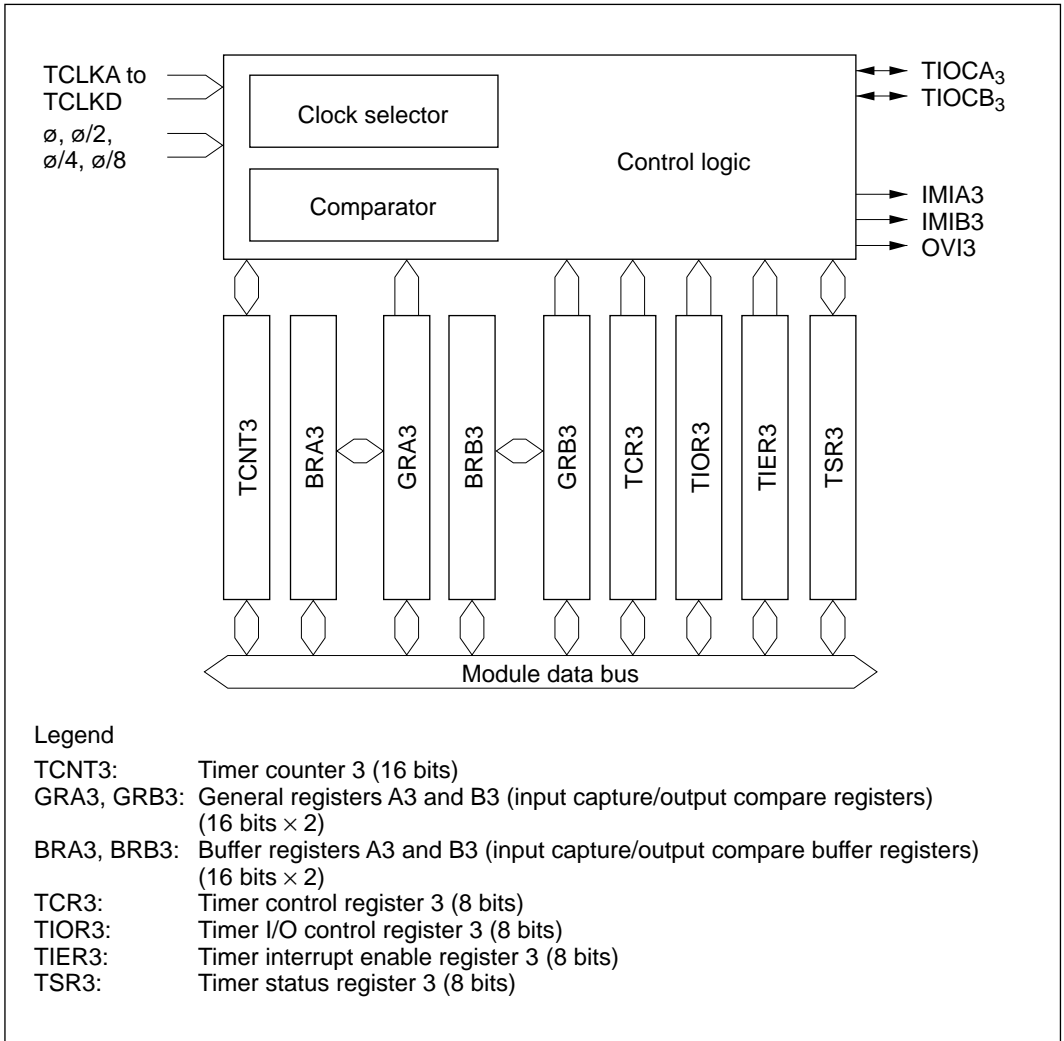 TCLKA to
TCLKD
ø, ø/2,
ø/4, ø/8
Clock selector
Comparator
Control logic
TIOCA₃
TIOCB₃
IMIA3
IMIB3
OVI3
TCNT3
BRA3
GRA3
BRB3
GRB3
TCR3
TIOR3
TIER3
TSR3
Module data bus
Legend
TCNT3: Timer counter 3 (16 bits)
GRA3, GRB3: General registers A3 and B3 (input capture/output compare registers)
(16 bits × 2)
BRA3, BRB3: Buffer registers A3 and B3 (input capture/output compare buffer registers)
(16 bits × 2)
TCR3: Timer control register 3 (8 bits)
TIOR3: Timer I/O control register 3 (8 bits)
TIER3: Timer interrupt enable register 3 (8 bits)
TSR3: Timer status register 3 (8 bits)